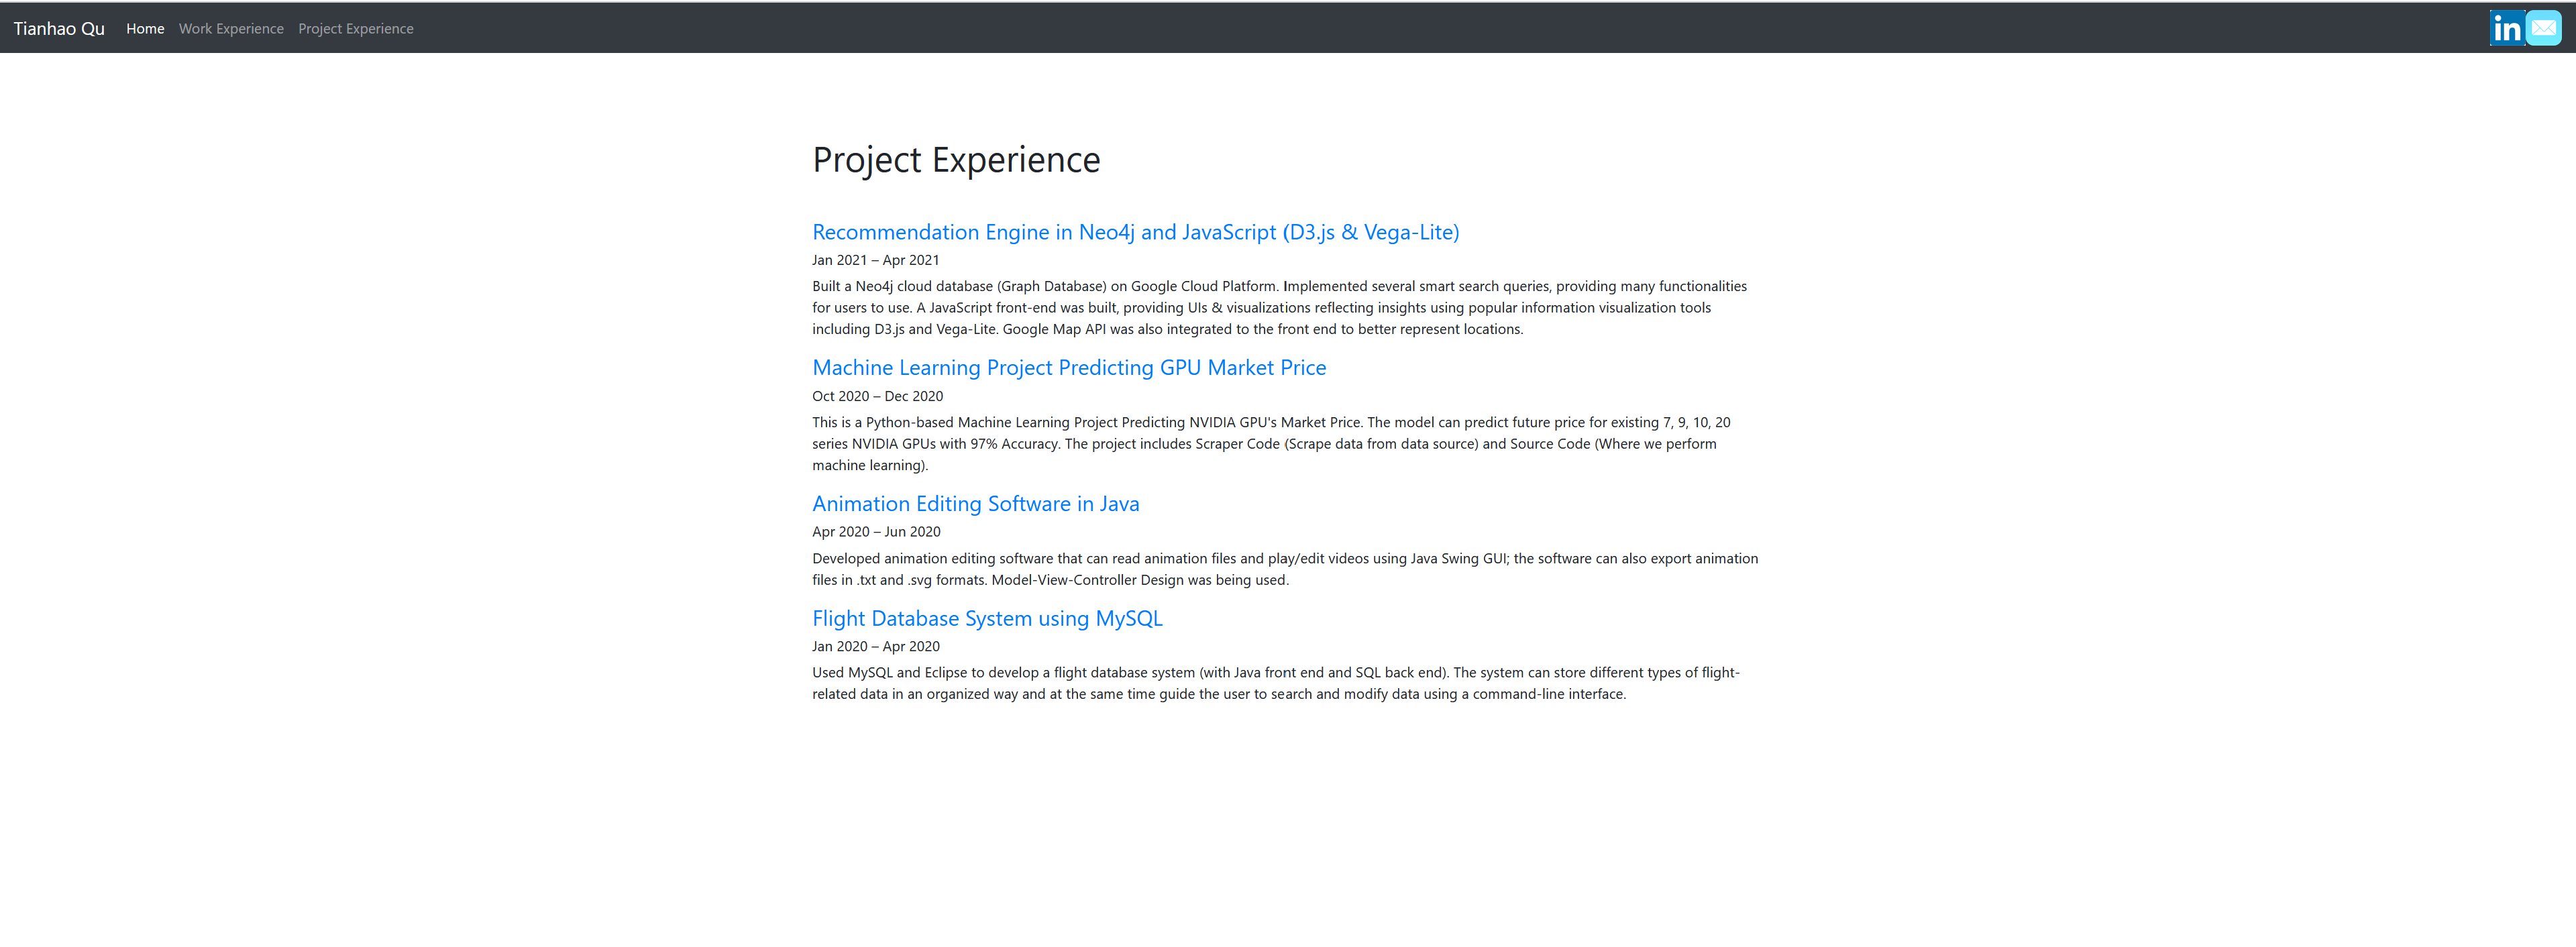 Tianhao Qu Home Work Experience Project Experience in
Project Experience
Recommendation Engine in Neo4j and JavaScript (D3.js & Vega-Lite)
Jan 2021 – Apr 2021
Built a Neo4j cloud database (Graph Database) on Google Cloud Platform. Implemented several smart search queries, providing many functionalities
for users to use. A JavaScript front-end was built, providing UIs & visualizations reflecting insights using popular information visualization tools
including D3.js and Vega-Lite. Google Map API was also integrated to the front end to better represent locations.
Machine Learning Project Predicting GPU Market Price
Oct 2020 – Dec 2020
This is a Python-based Machine Learning Project Predicting NVIDIA GPU's Market Price. The model can predict future price for existing 7, 9, 10, 20
series NVIDIA GPUs with 97% Accuracy. The project includes Scraper Code (Scrape data from data source) and Source Code (Where we perform
machine learning).
Animation Editing Software in Java
Apr 2020 – Jun 2020
Developed animation editing software that can read animation files and play/edit videos using Java Swing GUI; the software can also export animation
files in .txt and .svg formats. Model-View-Controller Design was being used.
Flight Database System using MySQL
Jan 2020 – Apr 2020
Used MySQL and Eclipse to develop a flight database system (with Java front end and SQL back end). The system can store different types of flight-
related data in an organized way and at the same time guide the user to search and modify data using a command-line interface.